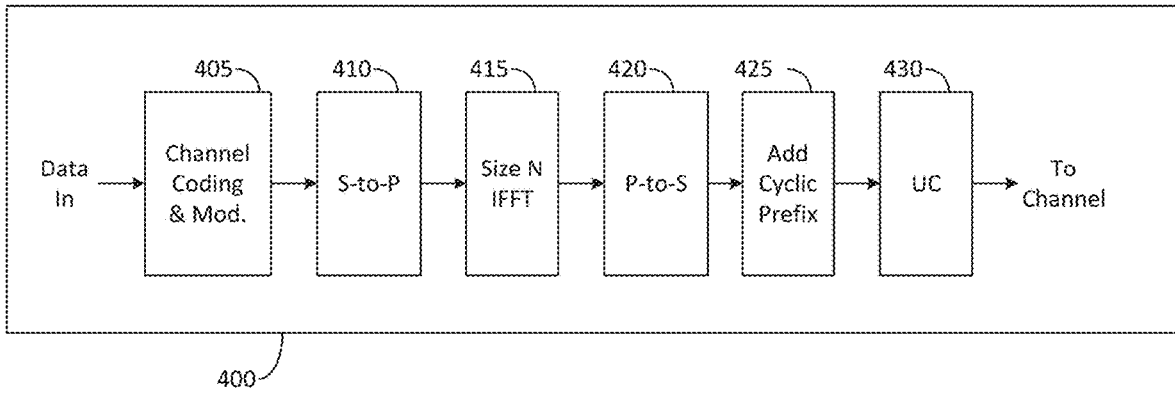 405
410
415
420
425
430
Data
In
Channel
Coding
& Mod.
S-to-P
Size N
IFFT
P-to-S
Add
Cyclic
Prefix
UC
To
Channel
400